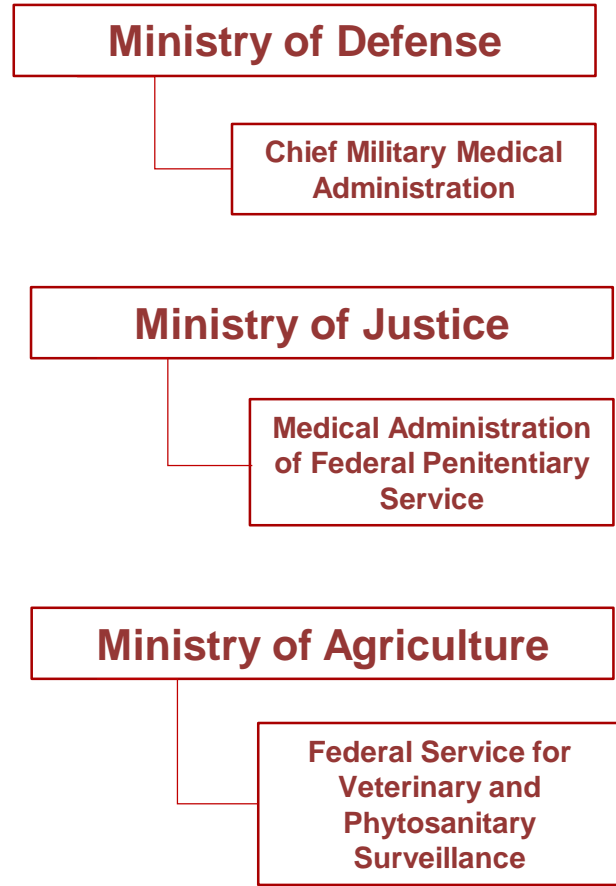 Ministry of Defense
Chief Military Medical
Administration
Ministry of Justice
Medical Administration
of Federal Penitentiary
Service
Ministry of Agriculture
Federal Service for
Veterinary and
Phytosanitary
Surveillance